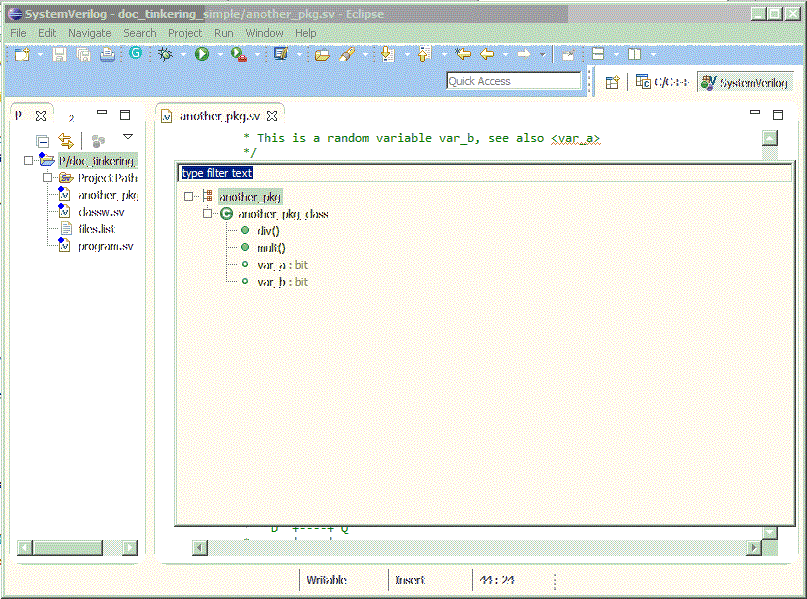 SystemVerilog - doc_tinkering_simple/another_pkg.sv - Eclipse
File Edit Navigate Search Project Run Window Help
Quick Access
C/C++
SystemVerilog
P
2
another_pkg.sv
P/doc_tinkering
Project Path
another_pkg
classw.sv
files.list
program.sv
* This is a random variable var_b, see also <var_a>
*/
type filter text
another_pkg
another_pkg_class
div()
mult()
var_a : bit
var_b : bit
D +----+ Q
Writable
Insert
44 : 24